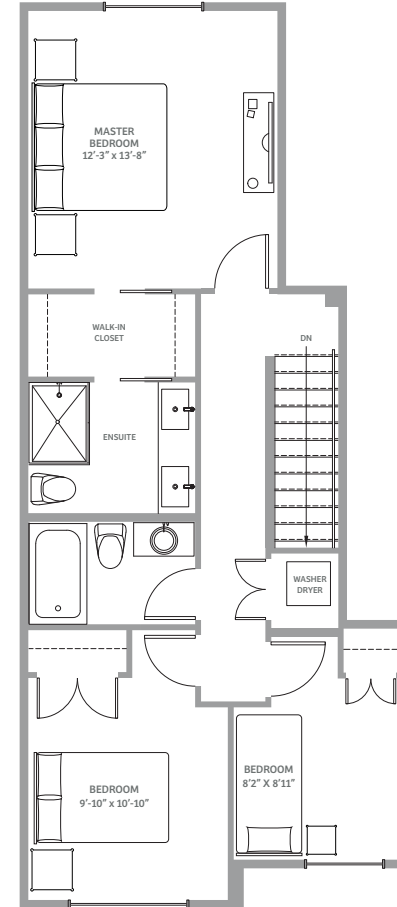 MASTER
BEDROOM
12'-3" x 13'-8"
WALK-IN
CLOSET
DN
ENSUITE
WASHER
DRYER
BEDROOM
8'2" X 8'11"
BEDROOM
9'-10" x 10'-10"